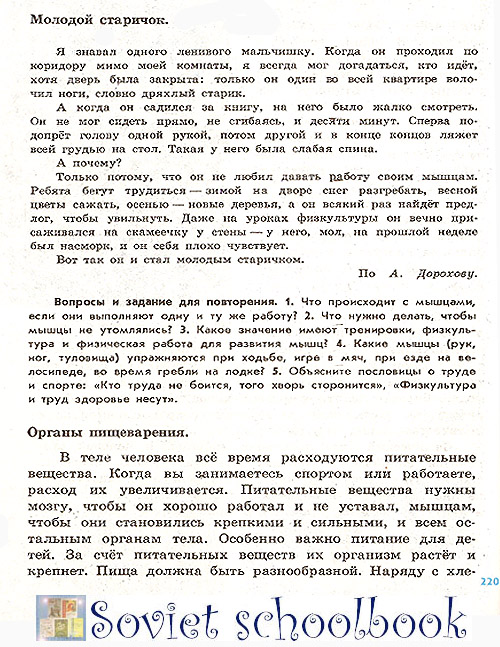 Молодой старичок.
Я знавал одного ленивого мальчишку. Когда он проходил по
коридору мимо моей комнаты, я всегда мог догадаться, кто идёт,
хотя дверь была закрыта: только он один во всей квартире воло-
чил ноги, словно дряхлый старик.
А когда он садился за книгу, на него было жалко смотреть.
Он не мог сидеть прямо, не сгибаясь, и десяти минут. Сперва по-
допрёт голову одной рукой, потом другой и в конце концов ляжет
всей грудью на стол. Такая у него была слабая спина.
А почему?
Только потому, что он не любил давать работу своим мышцам.
Ребята бегут трудиться — зимой на дворе снег разгребать, весной
цветы сажать, осенью — новые деревья, а он всякий раз найдёт пред-
лог, чтобы увильнуть. Даже на уроках физкультуры он вечно при-
саживался на скамеечку у стены — у него, мол, на прошлой неделе
был насморк, и он себя плохо чувствует.
Вот так он и стал молодым старичком.
По А. Дорохову.
Вопросы и задание для повторения. 1. Что происходит с мышцами,
если они выполняют одну и ту же работу? 2. Что нужно делать, чтобы
мышцы не утомлялись? 3. Какое значение имеют тренировки, физкуль-
тура и физическая работа для развития мышц? 4. Какие мышцы (рук,
ног, туловища) упражняются при ходьбе, игре в мяч, при езде на ве-
лосипеде, во время гребли на лодке? 5. Объясните пословицы о труде
и спорте: «Кто труда не боится, того хворь сторонится», «Физкультура
и труд здоровье несут».
Органы пищеварения.
В теле человека всё время расходуются питательные
вещества. Когда вы занимаетесь спортом или работаете,
расход их увеличивается. Питательные вещества нужны
мозгу, чтобы он хорошо работал и не уставал, мышцам,
чтобы они становились крепкими и сильными, и всем ос-
тальным органам тела. Особенно важно питание для де-
тей. За счёт питательных веществ их организм растёт и
крепнет. Пища должна быть разнообразной. Наряду с хле-
220
Soviet schoolbook